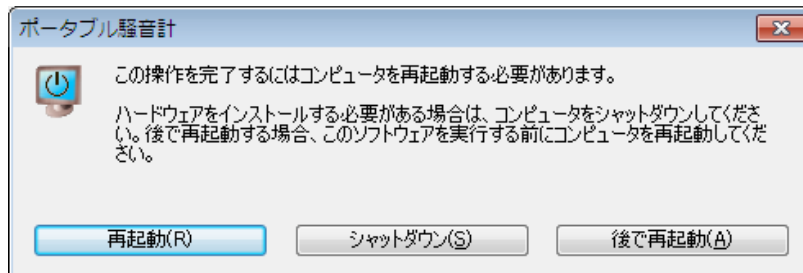 ポータブル騒音計
この操作を完了するにはコンピュータを再起動する必要があります。
ハードウェアをインストールする必要がある場合は、コンピュータをシャットダウンしてくださ
い。後で再起動する場合、このソフトウェアを実行する前にコンピュータを再起動してくだ
さい。
再起動(R)
シャットダウン(S)
後で再起動(A)